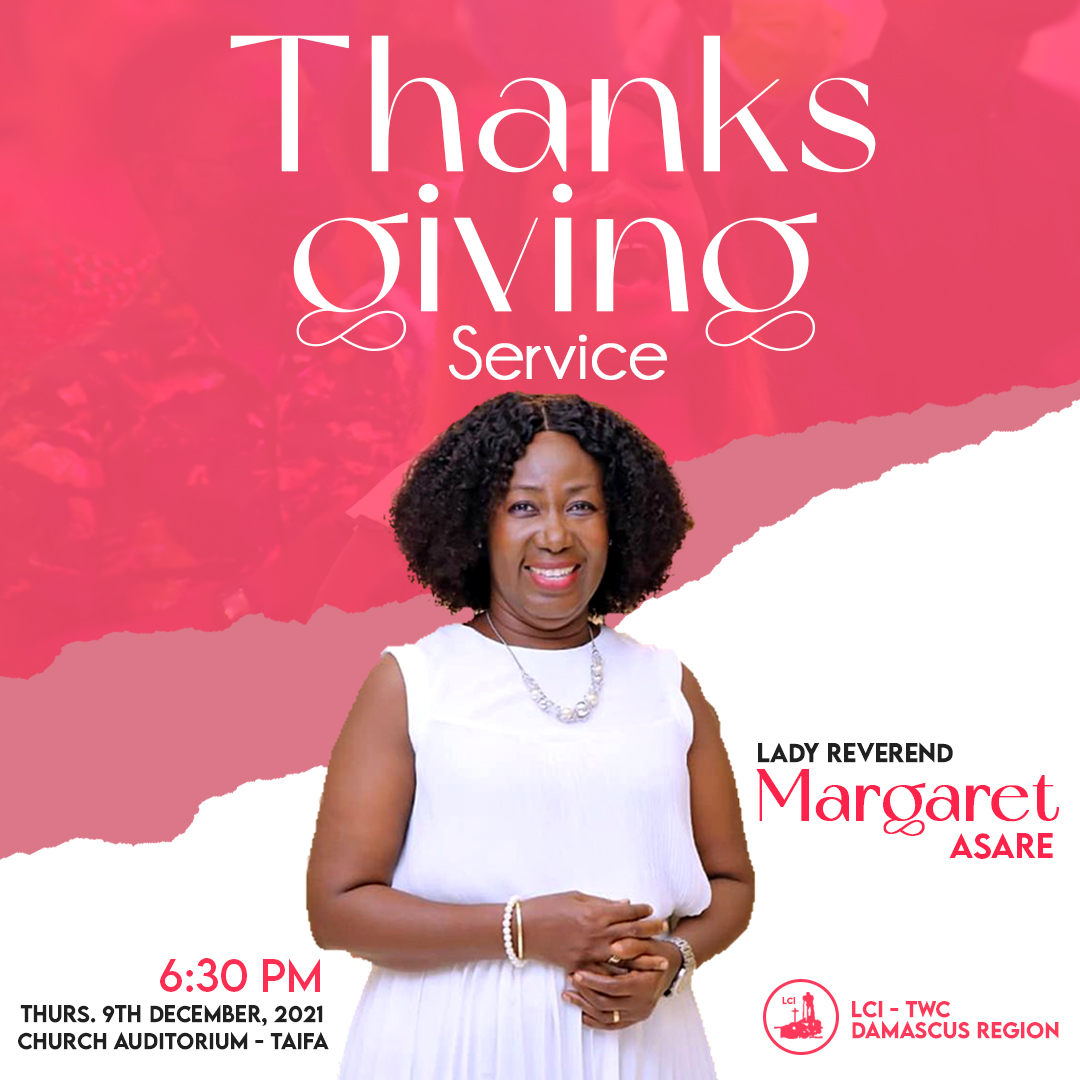 Thanks
giving
Service
LADY REVEREND
Margaret
ASARE
6:30 PM
THURS. 9TH DECEMBER, 2021
CHURCH AUDITORIUM - TAIFA
LCI
LCI - TWC
DAMASCUS REGION